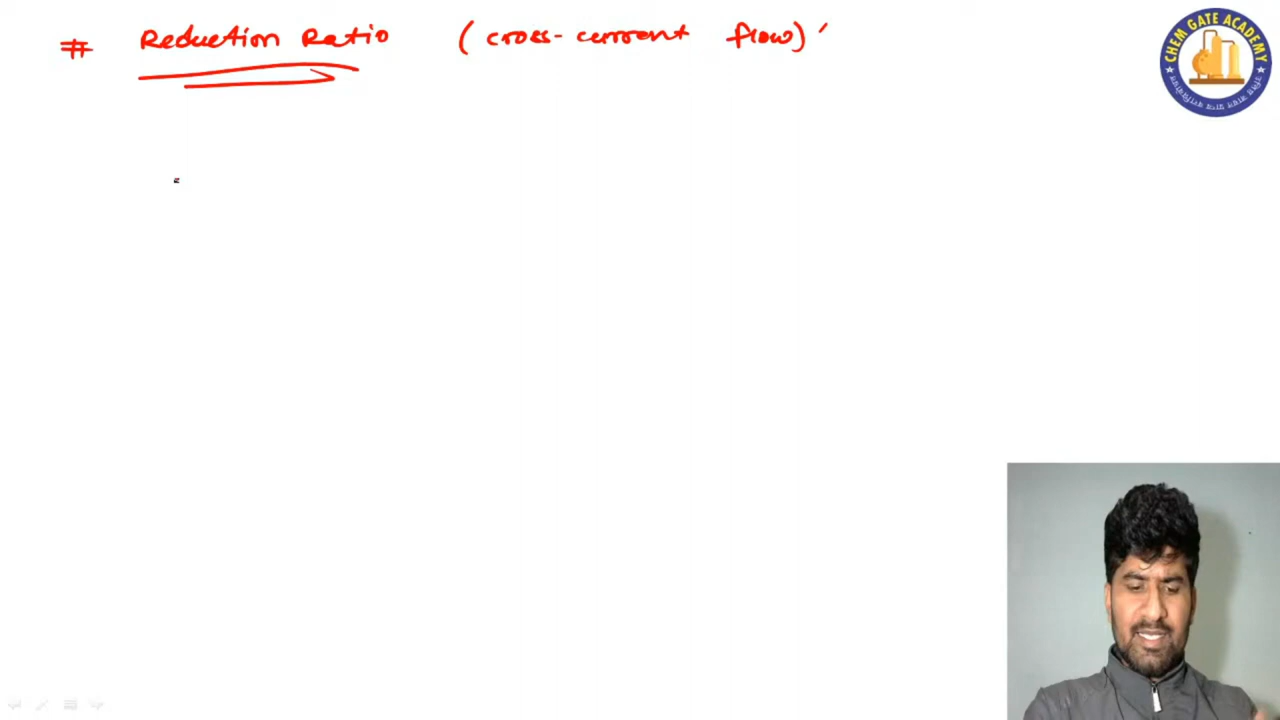 # Reduction Ratio (cross-current flow)
CHEM GATE ACADEMY